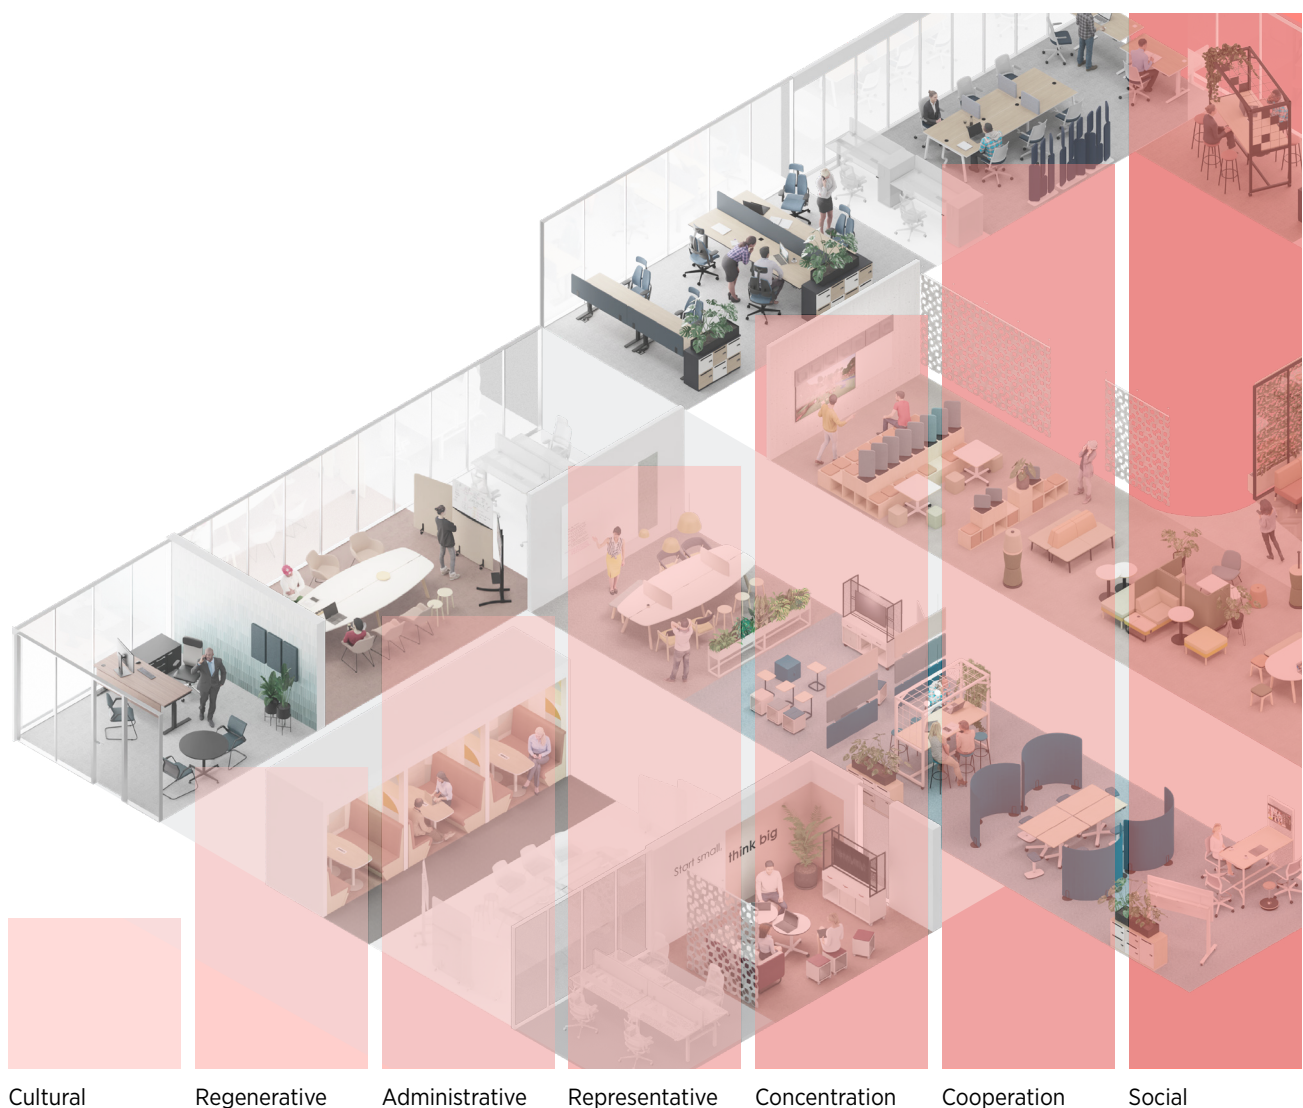 Start small.
think big
Cultural
Regenerative
Administrative
Representative
Concentration
Cooperation
Social